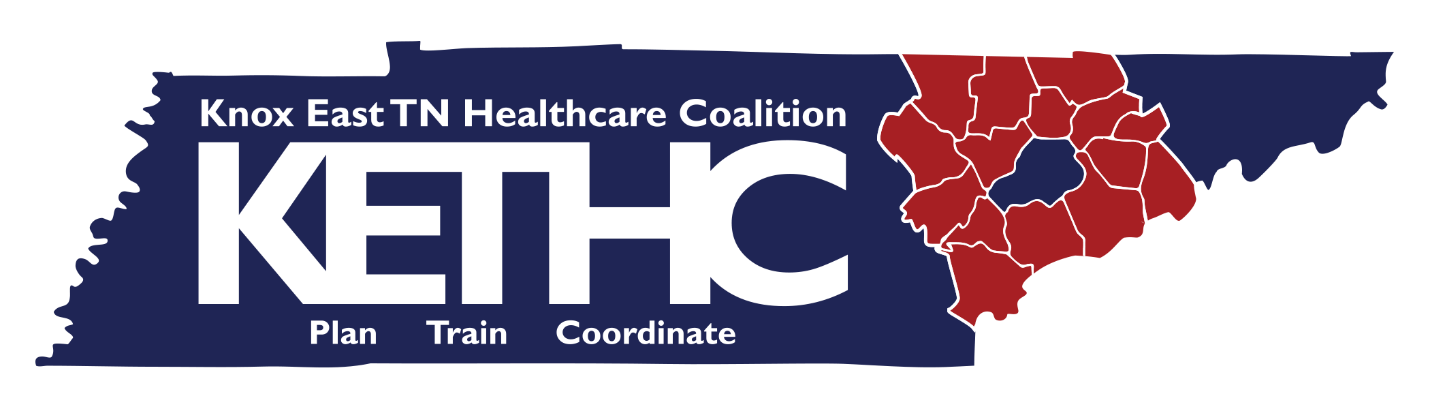 Knox East TN Healthcare Coalition
KETHC
Plan Train Coordinate